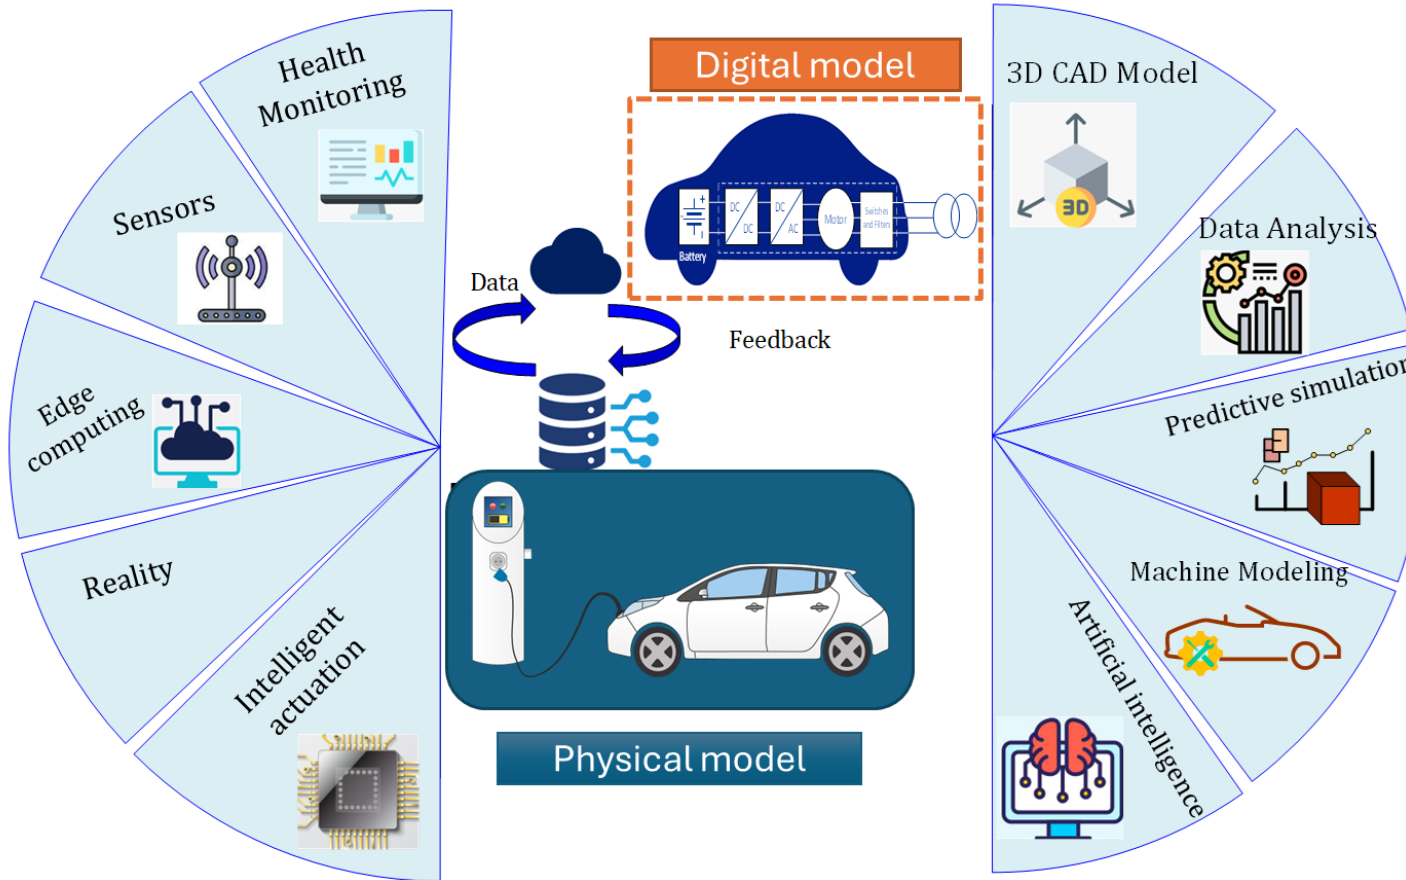 Health
Monitoring
Sensors
Edge
computing
Reality
Intelligent
actuation
Digital model
Battery
DC
DC
DC
AC
Motor
Switches
and Filters
Data
Feedback
Physical model
3D CAD Model
3D
Data Analysis
Predictive simulation
Machine Modeling
Artificial intelligence